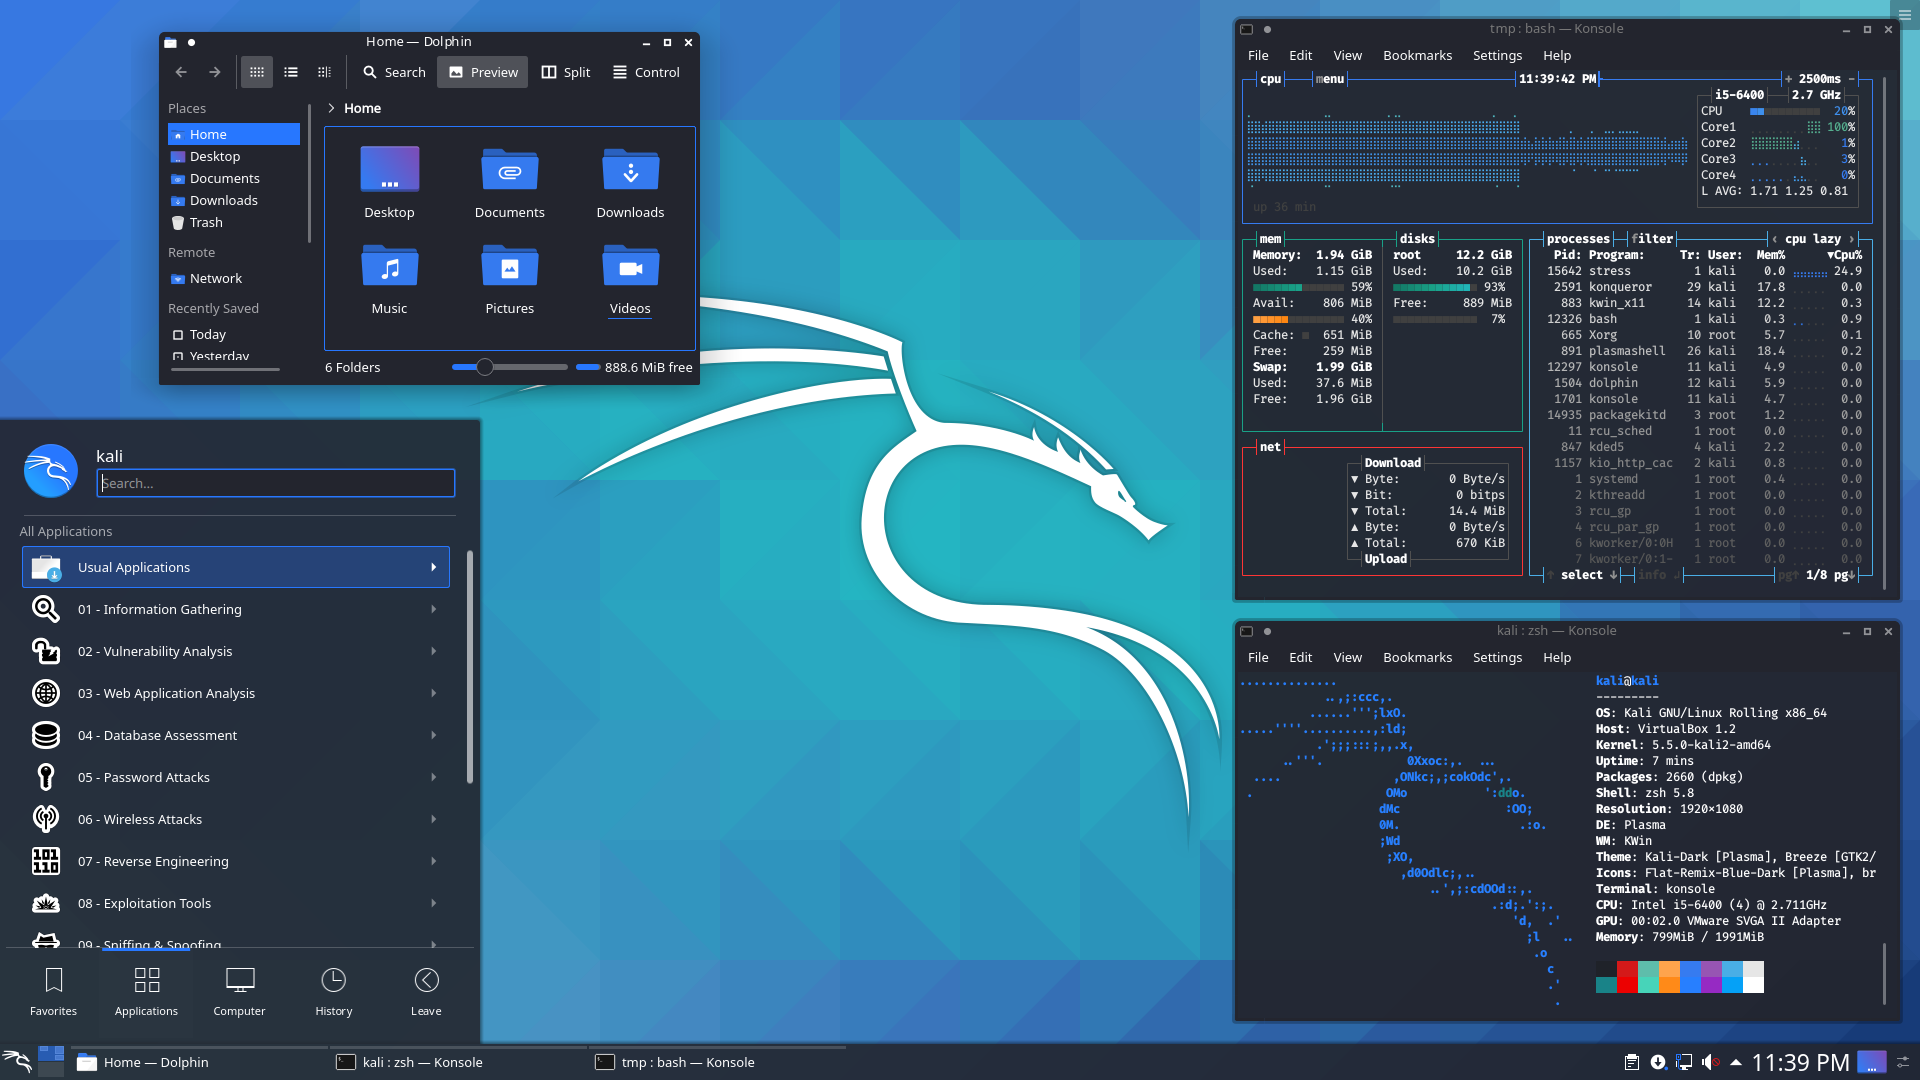 Home — Dolphin
Search
Preview
Split
Control
Places
Home
Desktop
Documents
Downloads
Trash
Remote
Network
Recently Saved
Today
Yesterday
Home
Desktop
Documents
Downloads
Music
Pictures
Videos
6 Folders
888.6 MiB free
kali
Search...
All Applications
Usual Applications
01 - Information Gathering
02 - Vulnerability Analysis
03 - Web Application Analysis
04 - Database Assessment
05 - Password Attacks
06 - Wireless Attacks
07 - Reverse Engineering
08 - Exploitation Tools
09 - Sniffing & Spoofing
Favorites
Applications
Computer
History
Leave
tmp : bash — Konsole
File Edit View Bookmarks Settings Help
cpu menu 11:39:42 PM + 2500ms -
i5-6400 2.7 GHz
CPU 20%
Core1 100%
Core2 1%
Core3 3%
Core4 0%
L AVG: 1.71 1.25 0.81
up 36 min
mem
Memory: 1.94 GiB
Used: 1.15 GiB
59%
Avail: 806 MiB
40%
Cache: 651 MiB
Free: 259 MiB
Swap: 1.99 GiB
Used: 37.6 MiB
Free: 1.96 GiB
disks
root 12.2 GiB
Used: 10.2 GiB
93%
Free: 889 MiB
7%
net
Download
▼ Byte: 0 Byte/s
▼ Bit: 0 bitps
▼ Total: 14.4 MiB
▲ Byte: 0 Byte/s
▲ Total: 670 KiB
Upload
processes filter ‹ cpu lazy ›
Pid: Program: Tr: User: Mem% ▼Cpu%
15642 stress 1 kali 0.0 24.9
2591 konqueror 29 kali 17.8 0.0
883 kwin_x11 14 kali 12.2 0.3
12326 bash 1 kali 0.3 0.9
665 Xorg 10 root 5.7 0.1
891 plasmashell 26 kali 18.4 0.2
12297 konsole 11 kali 4.9 0.0
1504 dolphin 12 kali 5.9 0.0
1701 konsole 11 kali 4.7 0.0
14935 packagekitd 3 root 1.2 0.0
11 rcu_sched 1 root 0.0 0.0
847 kded5 4 kali 2.2 0.0
1157 kio_http_cac 2 kali 0.8 0.0
1 systemd 1 root 0.4 0.0
2 kthreadd 1 root 0.0 0.0
3 rcu_gp 1 root 0.0 0.0
4 rcu_par_gp 1 root 0.0 0.0
6 kworker/0:0H 1 root 0.0 0.0
7 kworker/0:1- 1 root 0.0 0.0
↑ select ↓ info ↲ pg↑ 1/8 pg↓
kali : zsh — Konsole
File Edit View Bookmarks Settings Help
..............
..,;:ccc,.
......''';lxO.
.....''''..........,:ld;
.';;;:::;,,.x,
..'''. 0Xxoc:,. ...
.... ,ONkc;,;cokOdc',.
. OMo ':ddo.
dMc :OO;
0M. .:o.
;Wd
;XO,
,d0Odlc;,..
..',;:cdOOd::,.
.:d;.':;.
'd, .'
;l ..
.o
c
.'
.
kali@kali
---------
OS: Kali GNU/Linux Rolling x86_64
Host: VirtualBox 1.2
Kernel: 5.5.0-kali2-amd64
Uptime: 7 mins
Packages: 2660 (dpkg)
Shell: zsh 5.8
Resolution: 1920×1080
DE: Plasma
WM: KWin
Theme: Kali-Dark [Plasma], Breeze [GTK2/
Icons: Flat-Remix-Blue-Dark [Plasma], br
Terminal: konsole
CPU: Intel i5-6400 (4) @ 2.711GHz
GPU: 00:02.0 VMware SVGA II Adapter
Memory: 799MiB / 1991MiB
Home — Dolphin
kali : zsh — Konsole
tmp : bash — Konsole
11:39 PM